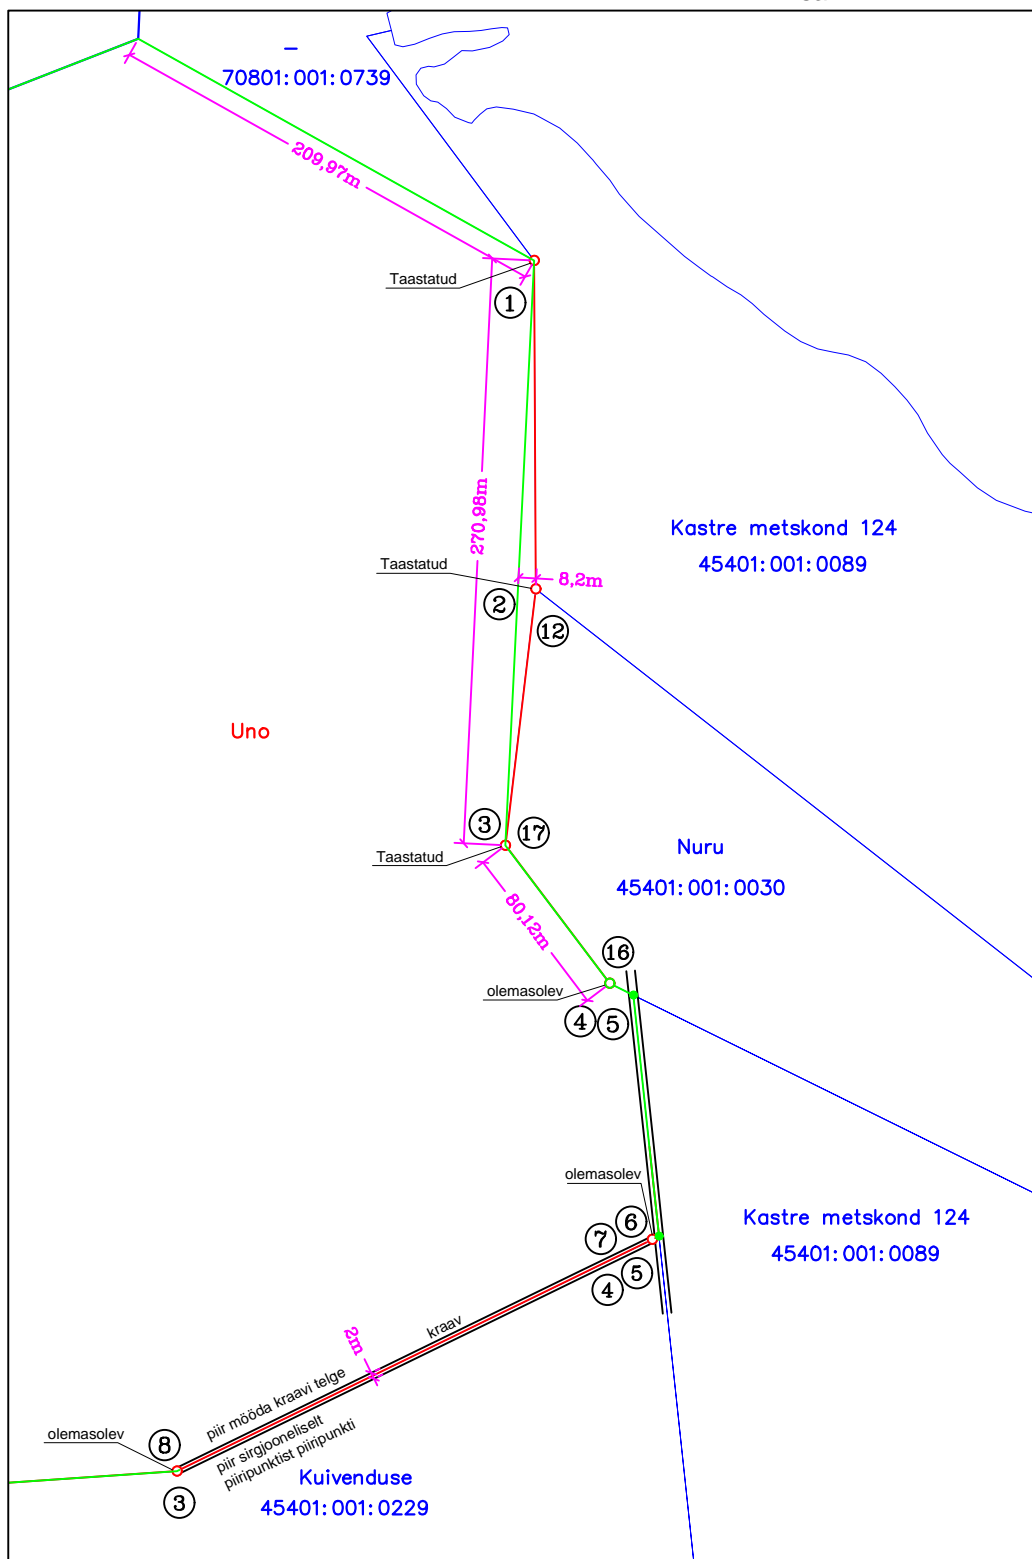 –
70801:001:0739
209,97m
Taastatud
1
270,98m
Kastre metskond 124
45401:001:0089
Taastatud
8,2m
2
12
Uno
3
17
Taastatud
Nuru
45401:001:0030
80,12m
16
olemasolev
4
5
olemasolev
6
7
Kastre metskond 124
45401:001:0089
5
4
kraav
2m
piir mööda kraavi telge
piir sirgjooneliselt
piiripunktist piiripunkti
olemasolev
8
3
Kuivenduse
45401:001:0229